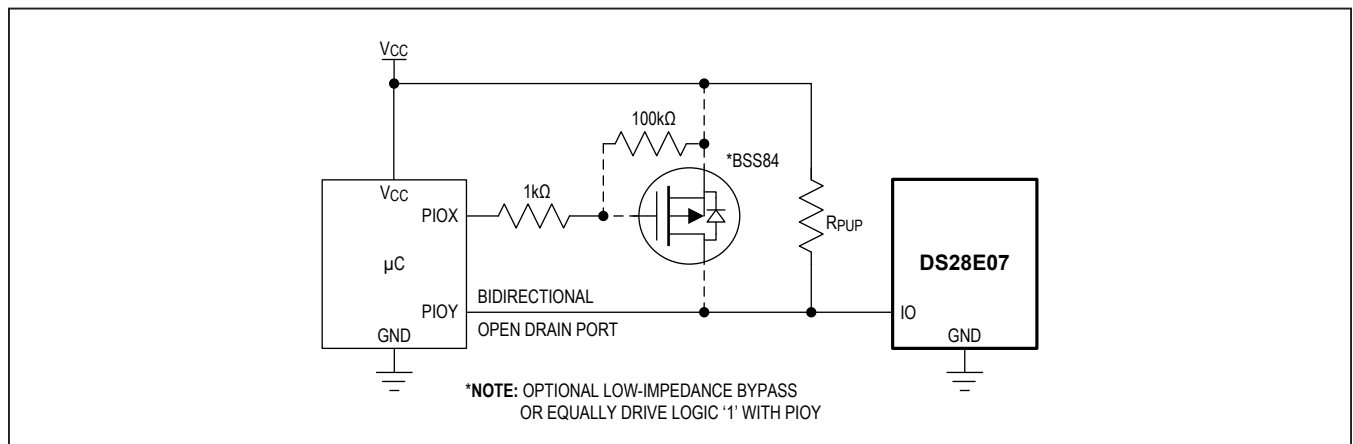 VCC
100kΩ
*BSS84
1kΩ
VCC
PIOX
RPUP
µC
DS28E07
PIOY
BIDIRECTIONAL
OPEN DRAIN PORT
IO
GND
GND
*NOTE: OPTIONAL LOW-IMPEDANCE BYPASS
OR EQUALLY DRIVE LOGIC ‘1’ WITH PIOY